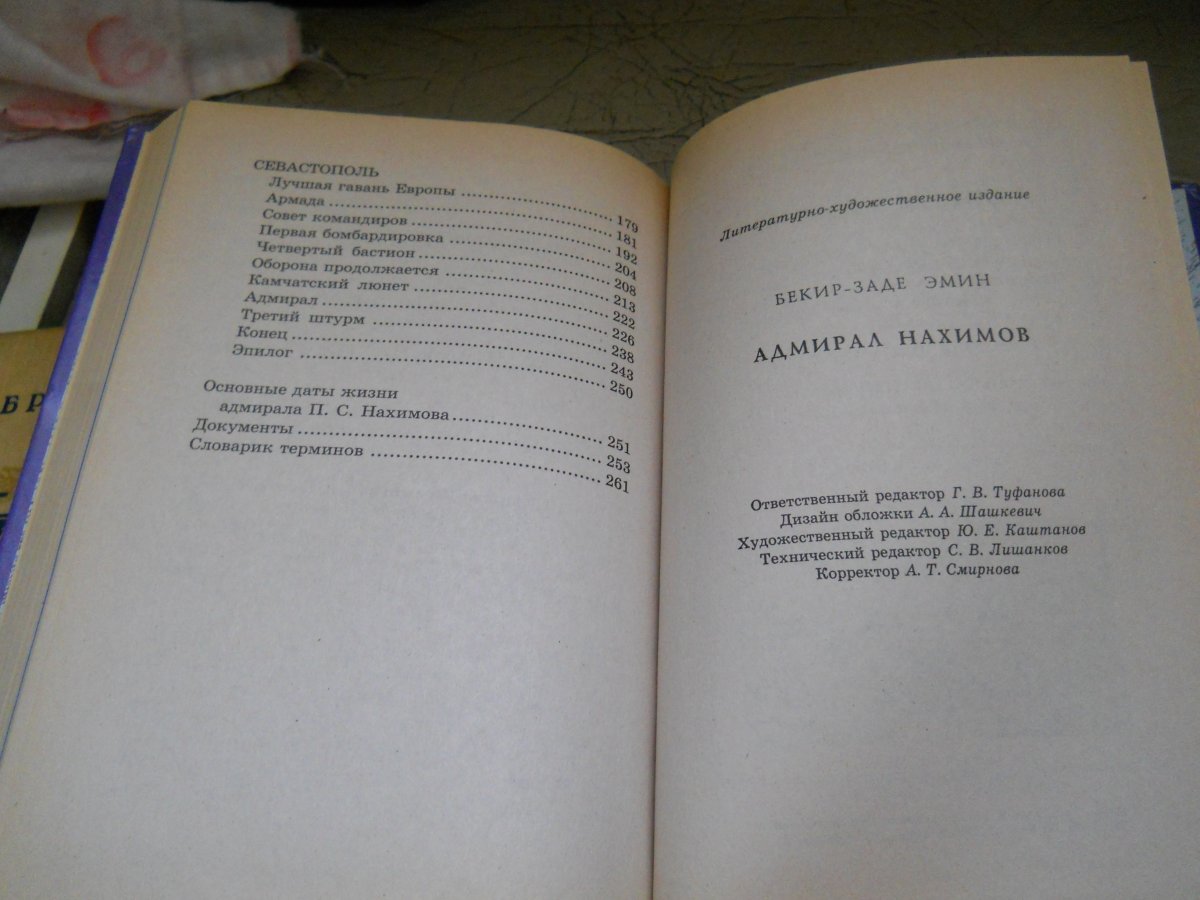 СЕВАСТОПОЛЬ
Лучшая гавань Европы ........................ 179
Армада ........................ 181
Совет командиров ........................ 192
Первая бомбардировка ........................ 204
Четвертый бастион ........................ 208
Оборона продолжается ........................ 213
Камчатский люнет ........................ 222
Адмирал ........................ 226
Третий штурм ........................ 238
Конец ........................ 243
Эпилог ........................ 250
Основные даты жизни
адмирала П. С. Нахимова ........................ 251
Документы ........................ 253
Словарик терминов ........................ 261
Литературно-художественное издание
БЕКИР-ЗАДЕ ЭМИН
АДМИРАЛ НАХИМОВ
Ответственный редактор Г. В. Туфанова
Дизайн обложки А. А. Шашкевич
Художественный редактор Ю. Е. Каштанов
Технический редактор С. В. Лишанков
Корректор А. Т. Смирнова
БР